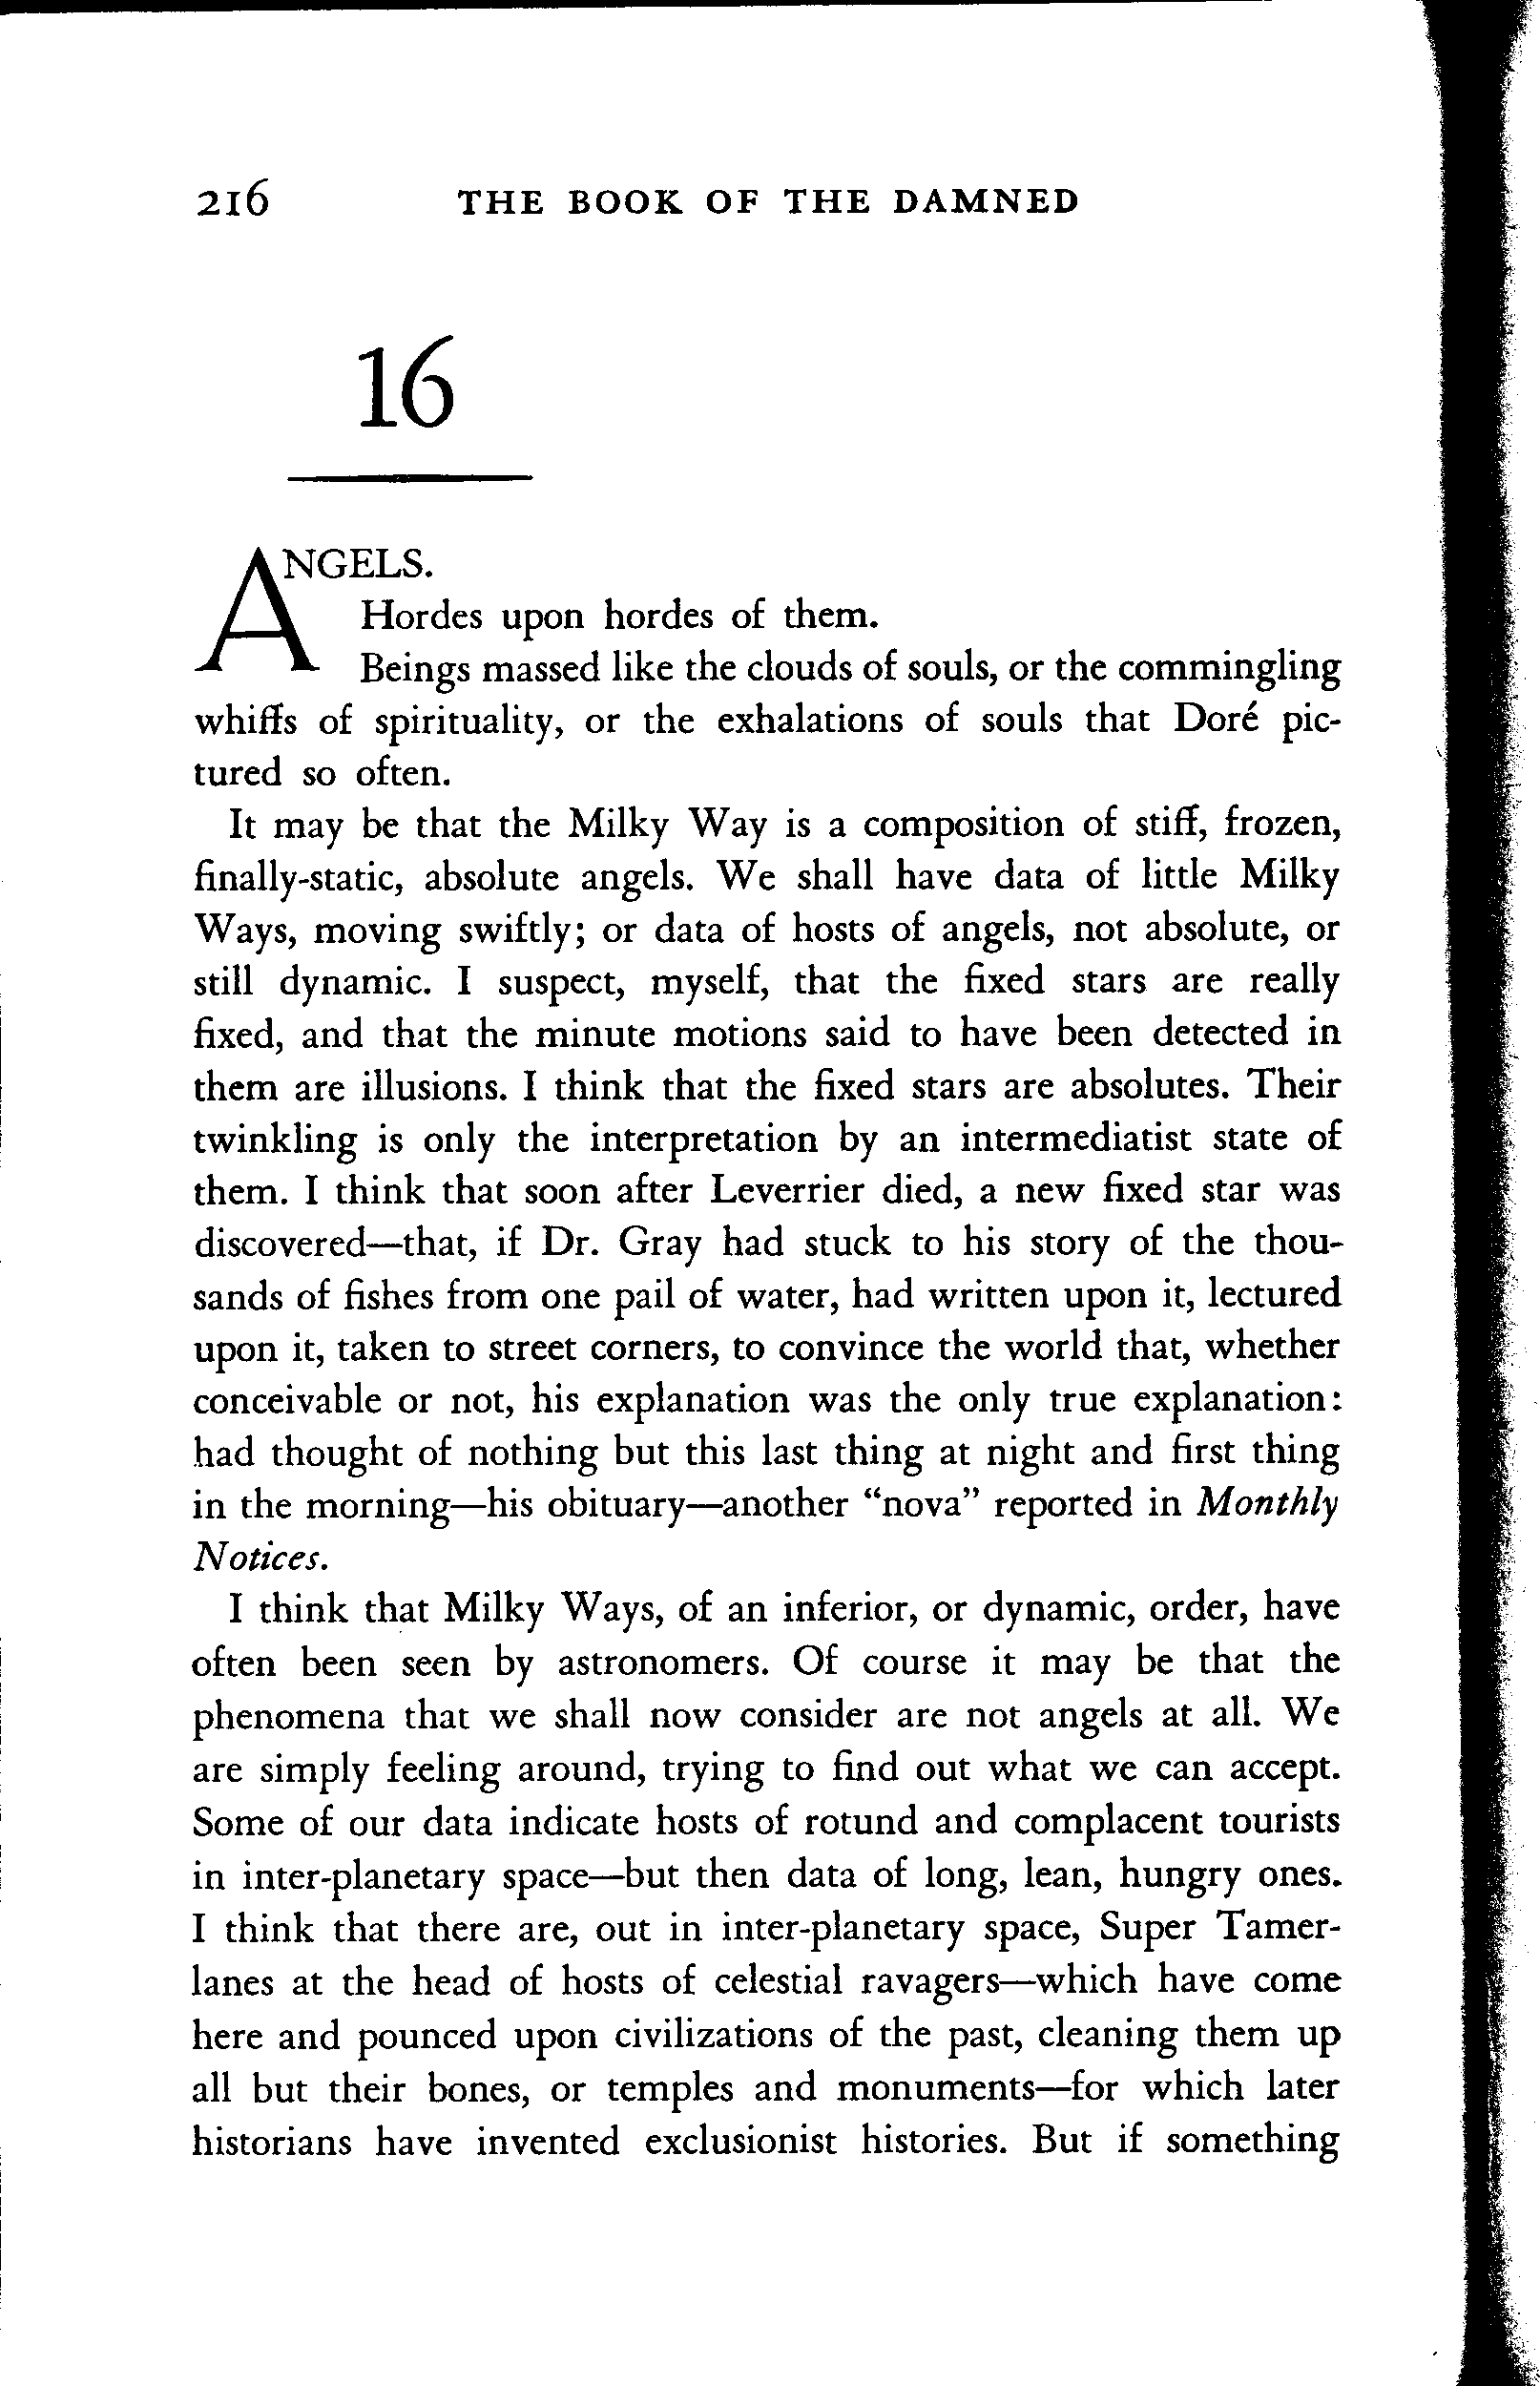 216 THE BOOK OF THE DAMNED
16
ANGELS.
Hordes upon hordes of them.
Beings massed like the clouds of souls, or the commingling
whiffs of spirituality, or the exhalations of souls that Doré pic-
tured so often.
It may be that the Milky Way is a composition of stiff, frozen,
finally-static, absolute angels. We shall have data of little Milky
Ways, moving swiftly; or data of hosts of angels, not absolute, or
still dynamic. I suspect, myself, that the fixed stars are really
fixed, and that the minute motions said to have been detected in
them are illusions. I think that the fixed stars are absolutes. Their
twinkling is only the interpretation by an intermediatist state of
them. I think that soon after Leverrier died, a new fixed star was
discovered—that, if Dr. Gray had stuck to his story of the thou-
sands of fishes from one pail of water, had written upon it, lectured
upon it, taken to street corners, to convince the world that, whether
conceivable or not, his explanation was the only true explanation:
had thought of nothing but this last thing at night and first thing
in the morning—his obituary—another “nova” reported in Monthly
Notices.
I think that Milky Ways, of an inferior, or dynamic, order, have
often been seen by astronomers. Of course it may be that the
phenomena that we shall now consider are not angels at all. We
are simply feeling around, trying to find out what we can accept.
Some of our data indicate hosts of rotund and complacent tourists
in inter-planetary space—but then data of long, lean, hungry ones.
I think that there are, out in inter-planetary space, Super Tamer-
lanes at the head of hosts of celestial ravagers—which have come
here and pounced upon civilizations of the past, cleaning them up
all but their bones, or temples and monuments—for which later
historians have invented exclusionist histories. But if something